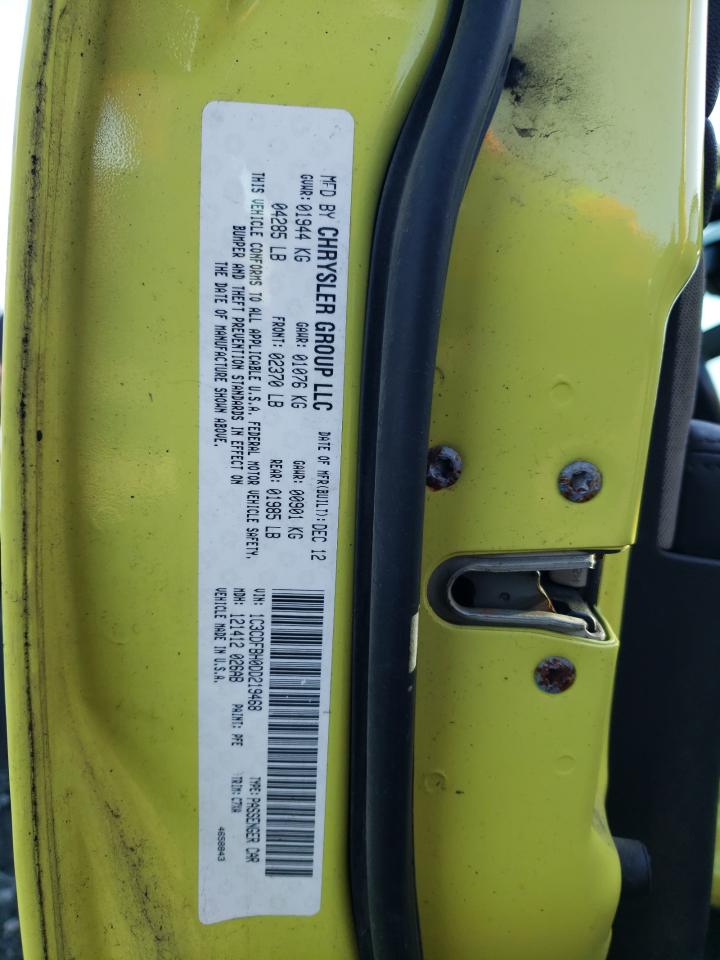 MFD BY CHRYSLER GROUP LLC DATE OF MFR(BUILT): DEC 12
GVWR: 01944 KG GAWR: 01076 KG GAWR: 00901 KG
04285 LB FRONT: 02370 LB REAR: 01985 LB
THIS VEHICLE CONFORMS TO ALL APPLICABLE U.S.A. FEDERAL MOTOR VEHICLE SAFETY,
BUMPER AND THEFT PREVENTION STANDARDS IN EFFECT ON
THE DATE OF MANUFACTURE SHOWN ABOVE.
VIN: 1C3CDFBH0DD219468 TYPE: PASSENGER CAR
MDH: 121412 026AB PAINT: PFE TRIM: C7XH
VEHICLE MADE IN U.S.A. 4658843